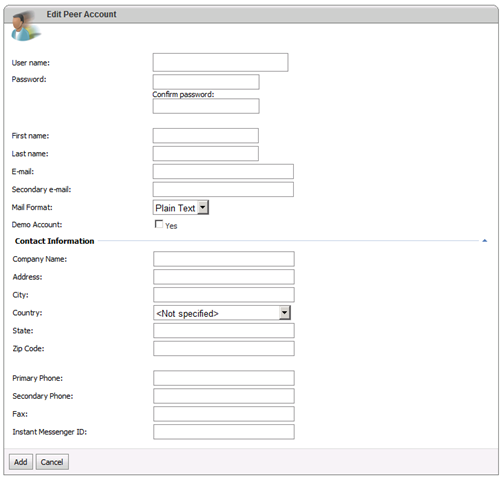 Edit Peer Account
User name:
Password:
Confirm password:
First name:
Last name:
E-mail:
Secondary e-mail:
Mail Format: Plain Text
Demo Account: Yes
Contact Information
Company Name:
Address:
City:
Country: <Not specified>
State:
Zip Code:
Primary Phone:
Secondary Phone:
Fax:
Instant Messenger ID:
Add Cancel